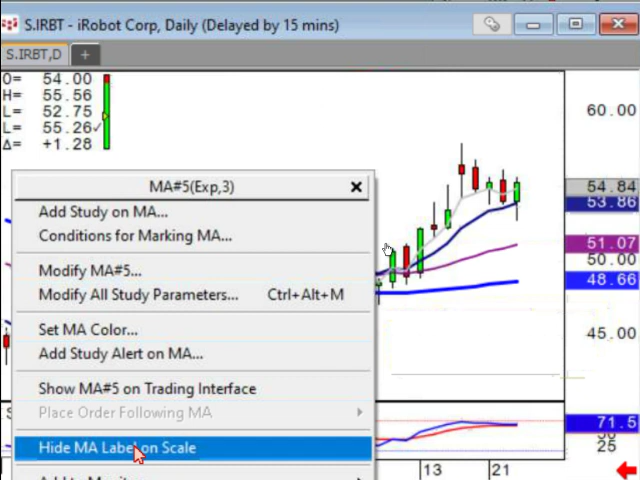 S.IRBT - iRobot Corp, Daily (Delayed by 15 mins)
S.IRBT,D
+
O= 54.00
H= 55.56
L= 52.75
L= 55.26✓
Δ= +1.28
60.00
54.84
53.86
51.07
50.00
48.66
45.00
MA#5(Exp,3)
Add Study on MA...
Conditions for Marking MA...
Modify MA#5...
Modify All Study Parameters... Ctrl+Alt+M
Set MA Color...
Add Study Alert on MA...
Show MA#5 on Trading Interface
Place Order Following MA
Hide MA Label on Scale
71.5
25
13
21